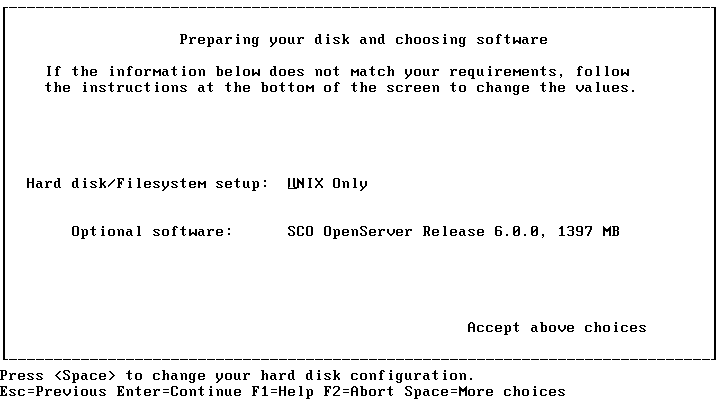 Preparing your disk and choosing software
If the information below does not match your requirements, follow
the instructions at the bottom of the screen to change the values.
Hard disk/Filesystem setup: UNIX Only
Optional software: SCO OpenServer Release 6.0.0, 1397 MB
Accept above choices
Press <Space> to change your hard disk configuration.
Esc=Previous Enter=Continue F1=Help F2=Abort Space=More choices